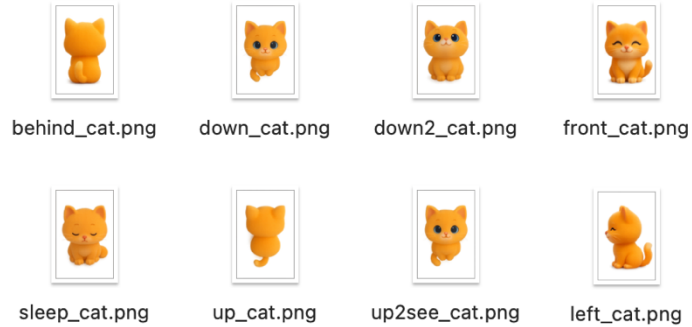 behind_cat.png
down_cat.png
down2_cat.png
front_cat.png
sleep_cat.png
up_cat.png
up2see_cat.png
left_cat.png